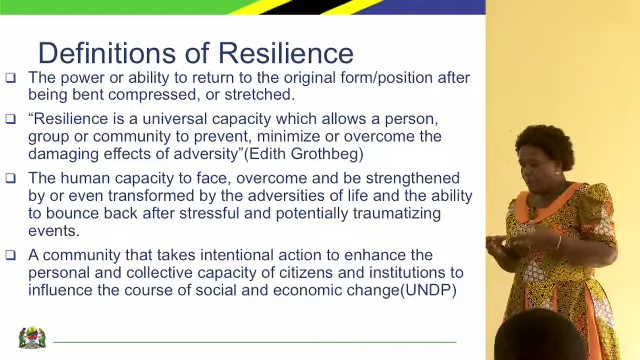 Definitions of Resilience
The power or ability to return to the original form/position after
being bent compressed, or stretched.
“Resilience is a universal capacity which allows a person,
group or community to prevent, minimize or overcome the
damaging effects of adversity”(Edith Grothbeg)
The human capacity to face, overcome and be strengthened
by or even transformed by the adversities of life and the ability
to bounce back after stressful and potentially traumatizing
events.
A community that takes intentional action to enhance the
personal and collective capacity of citizens and institutions to
influence the course of social and economic change(UNDP)